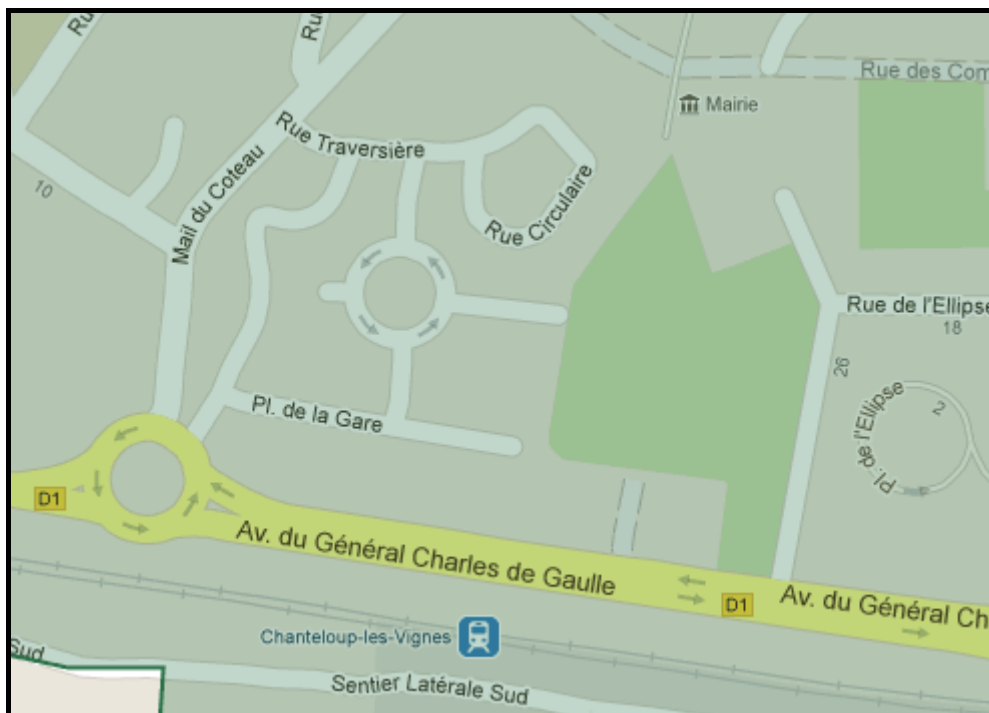 Ru
Ru
Rue des Com
Mairie
Rue Traversière
10
Mail du Coteau
Rue Circulaire
Rue de l'Ellipse
18
26
2
Pl. de l'Ellipse
Pl. de la Gare
D1
Av. du Général Charles de Gaulle
D1
Av. du Général Ch
Chanteloup-les-Vignes
Sud
Sentier Latérale Sud